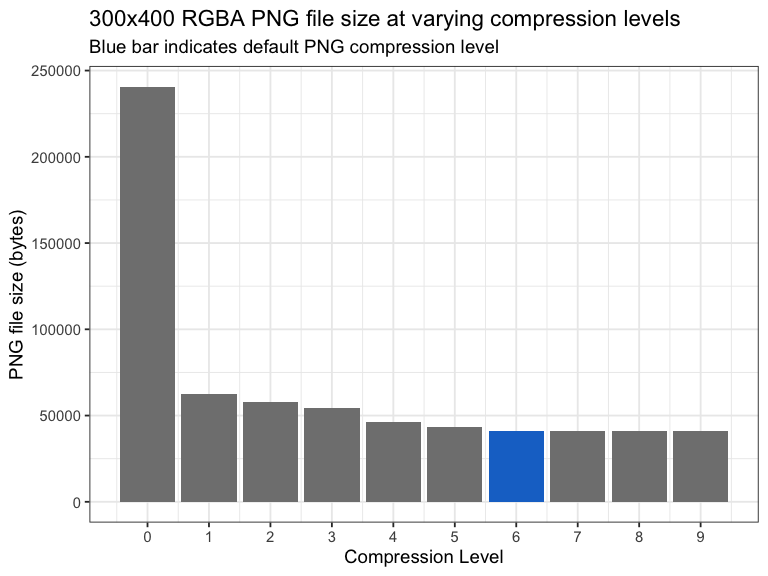 300x400 RGBA PNG file size at varying compression levels
Blue bar indicates default PNG compression level
PNG file size (bytes)
250000
200000
150000
100000
50000
0
0 1 2 3 4 5 6 7 8 9
Compression Level